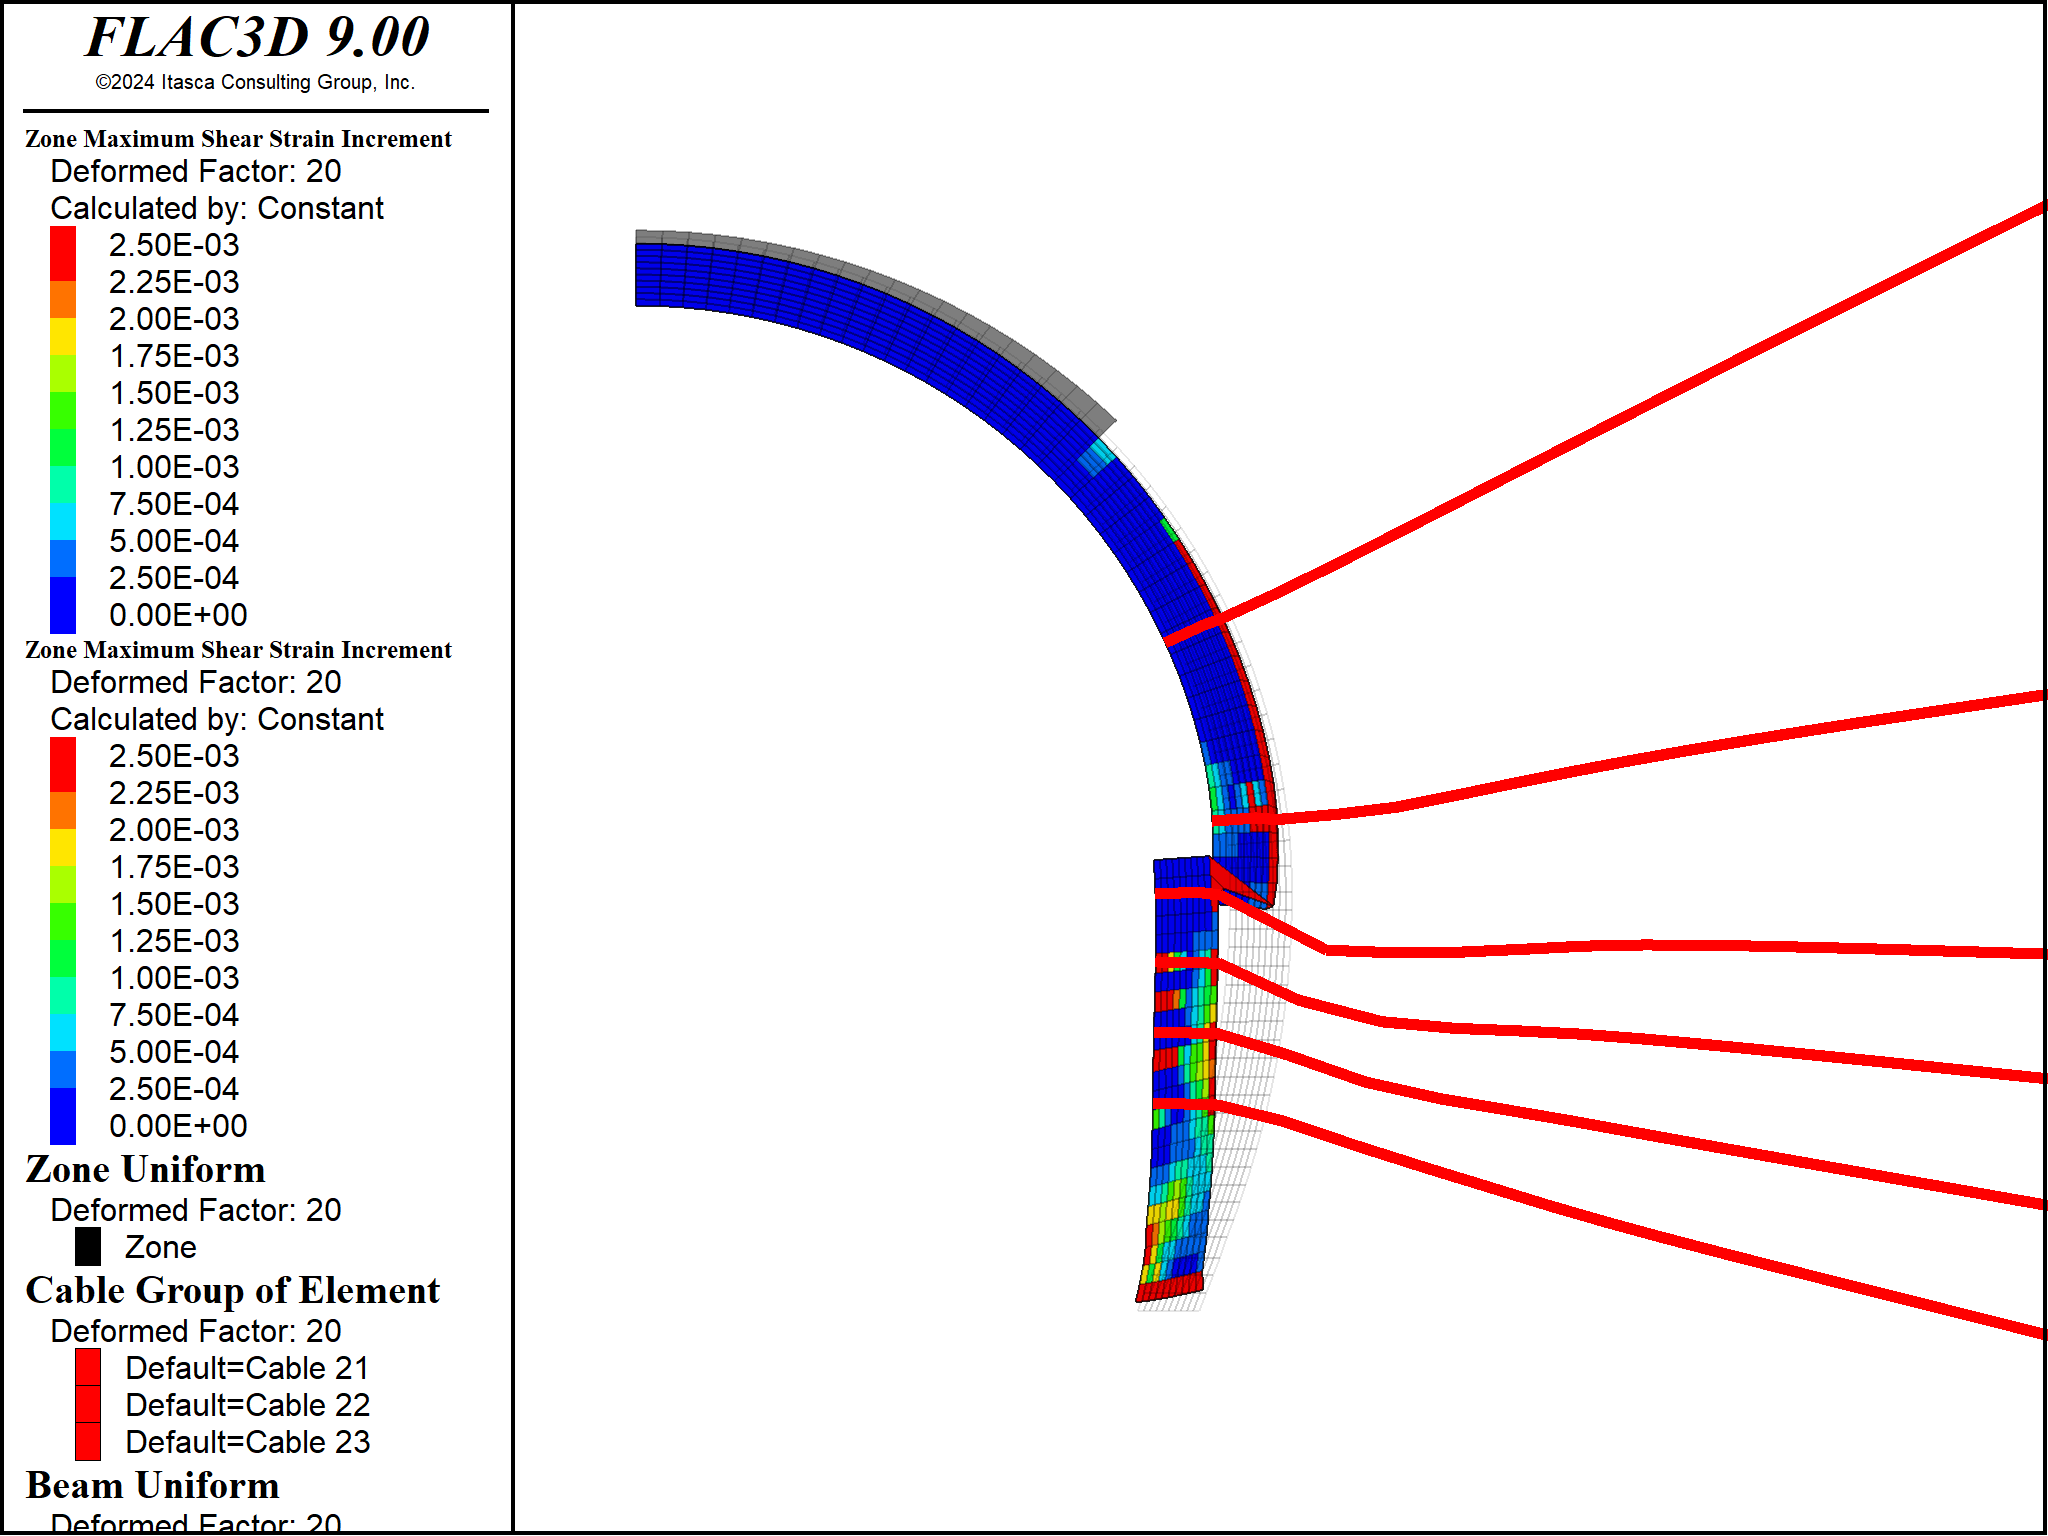 FLAC3D 9.00
©2024 Itasca Consulting Group, Inc.
Zone Maximum Shear Strain Increment
Deformed Factor: 20
Calculated by: Constant
2.50E-03
2.25E-03
2.00E-03
1.75E-03
1.50E-03
1.25E-03
1.00E-03
7.50E-04
5.00E-04
2.50E-04
0.00E+00
Zone Maximum Shear Strain Increment
Deformed Factor: 20
Calculated by: Constant
2.50E-03
2.25E-03
2.00E-03
1.75E-03
1.50E-03
1.25E-03
1.00E-03
7.50E-04
5.00E-04
2.50E-04
0.00E+00
Zone Uniform
Deformed Factor: 20
Zone
Cable Group of Element
Deformed Factor: 20
Default=Cable 21
Default=Cable 22
Default=Cable 23
Beam Uniform
Deformed Factor: 20